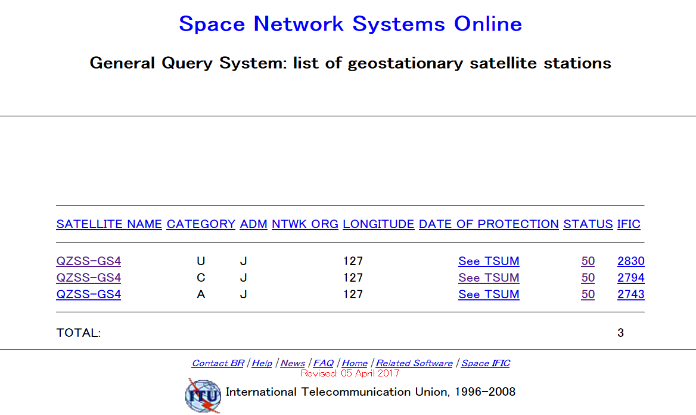 Space Network Systems Online
General Query System: list of geostationary satellite stations
SATELLITE NAME CATEGORY ADM NTWK ORG LONGITUDE DATE OF PROTECTION STATUS IFIC
QZSS-GS4 U J 127 See TSUM 50 2830
QZSS-GS4 C J 127 See TSUM 50 2794
QZSS-GS4 A J 127 See TSUM 50 2743
TOTAL: 3
Contact BR / Help / News / FAQ / Home / Related Software / Space IFIC
Revised: 05 April 2017
ITU International Telecommunication Union, 1996-2008